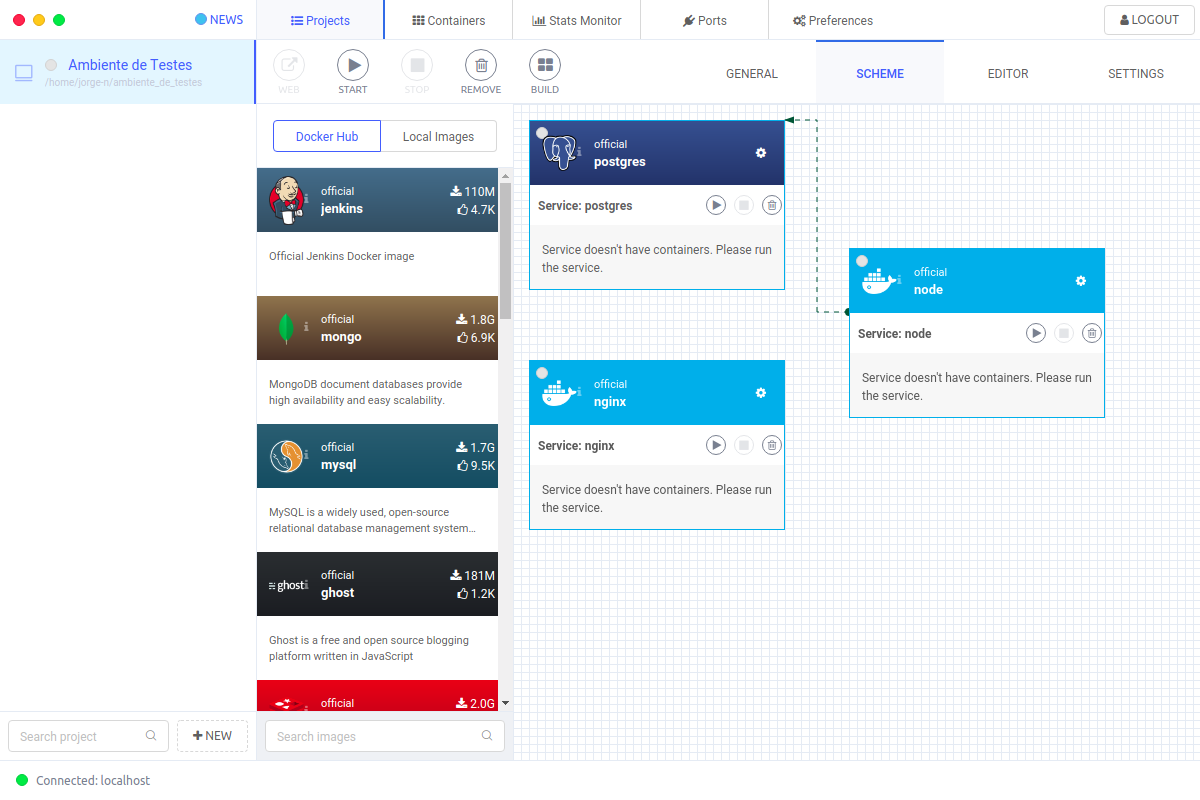 NEWS
Projects
Containers
Stats Monitor
Ports
Preferences
LOGOUT
Ambiente de Testes
/home/jorge-n/ambiente_de_testes
WEB
START
STOP
REMOVE
BUILD
GENERAL
SCHEME
EDITOR
SETTINGS
Docker Hub
Local Images
official
110M
jenkins
4.7K
Official Jenkins Docker image
official
1.8G
mongo
6.9K
MongoDB document databases provide
high availability and easy scalability.
official
1.7G
mysql
9.5K
MySQL is a widely used, open-source
relational database management system…
ghost
official
181M
ghost
1.2K
Ghost is a free and open source blogging
platform written in JavaScript
official
2.0G
official
postgres
Service: postgres
Service doesn't have containers. Please run
the service.
official
node
Service: node
Service doesn't have containers. Please run
the service.
official
nginx
Service: nginx
Service doesn't have containers. Please run
the service.
Search project
NEW
Search images
Connected: localhost